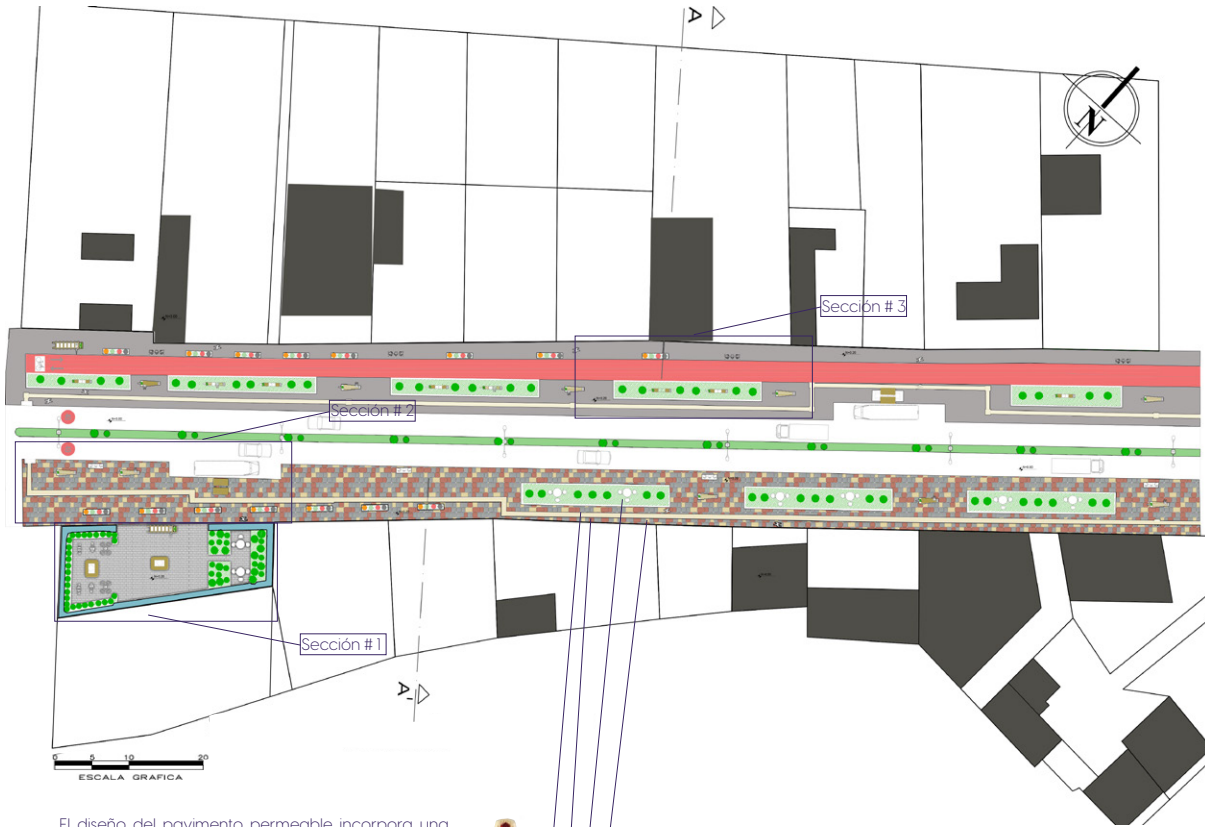 A
N
Sección # 3
Sección # 2
Sección # 1
A-
0 5 10 20
ESCALA GRAFICA
El diseño del pavimento permeable incorpora una